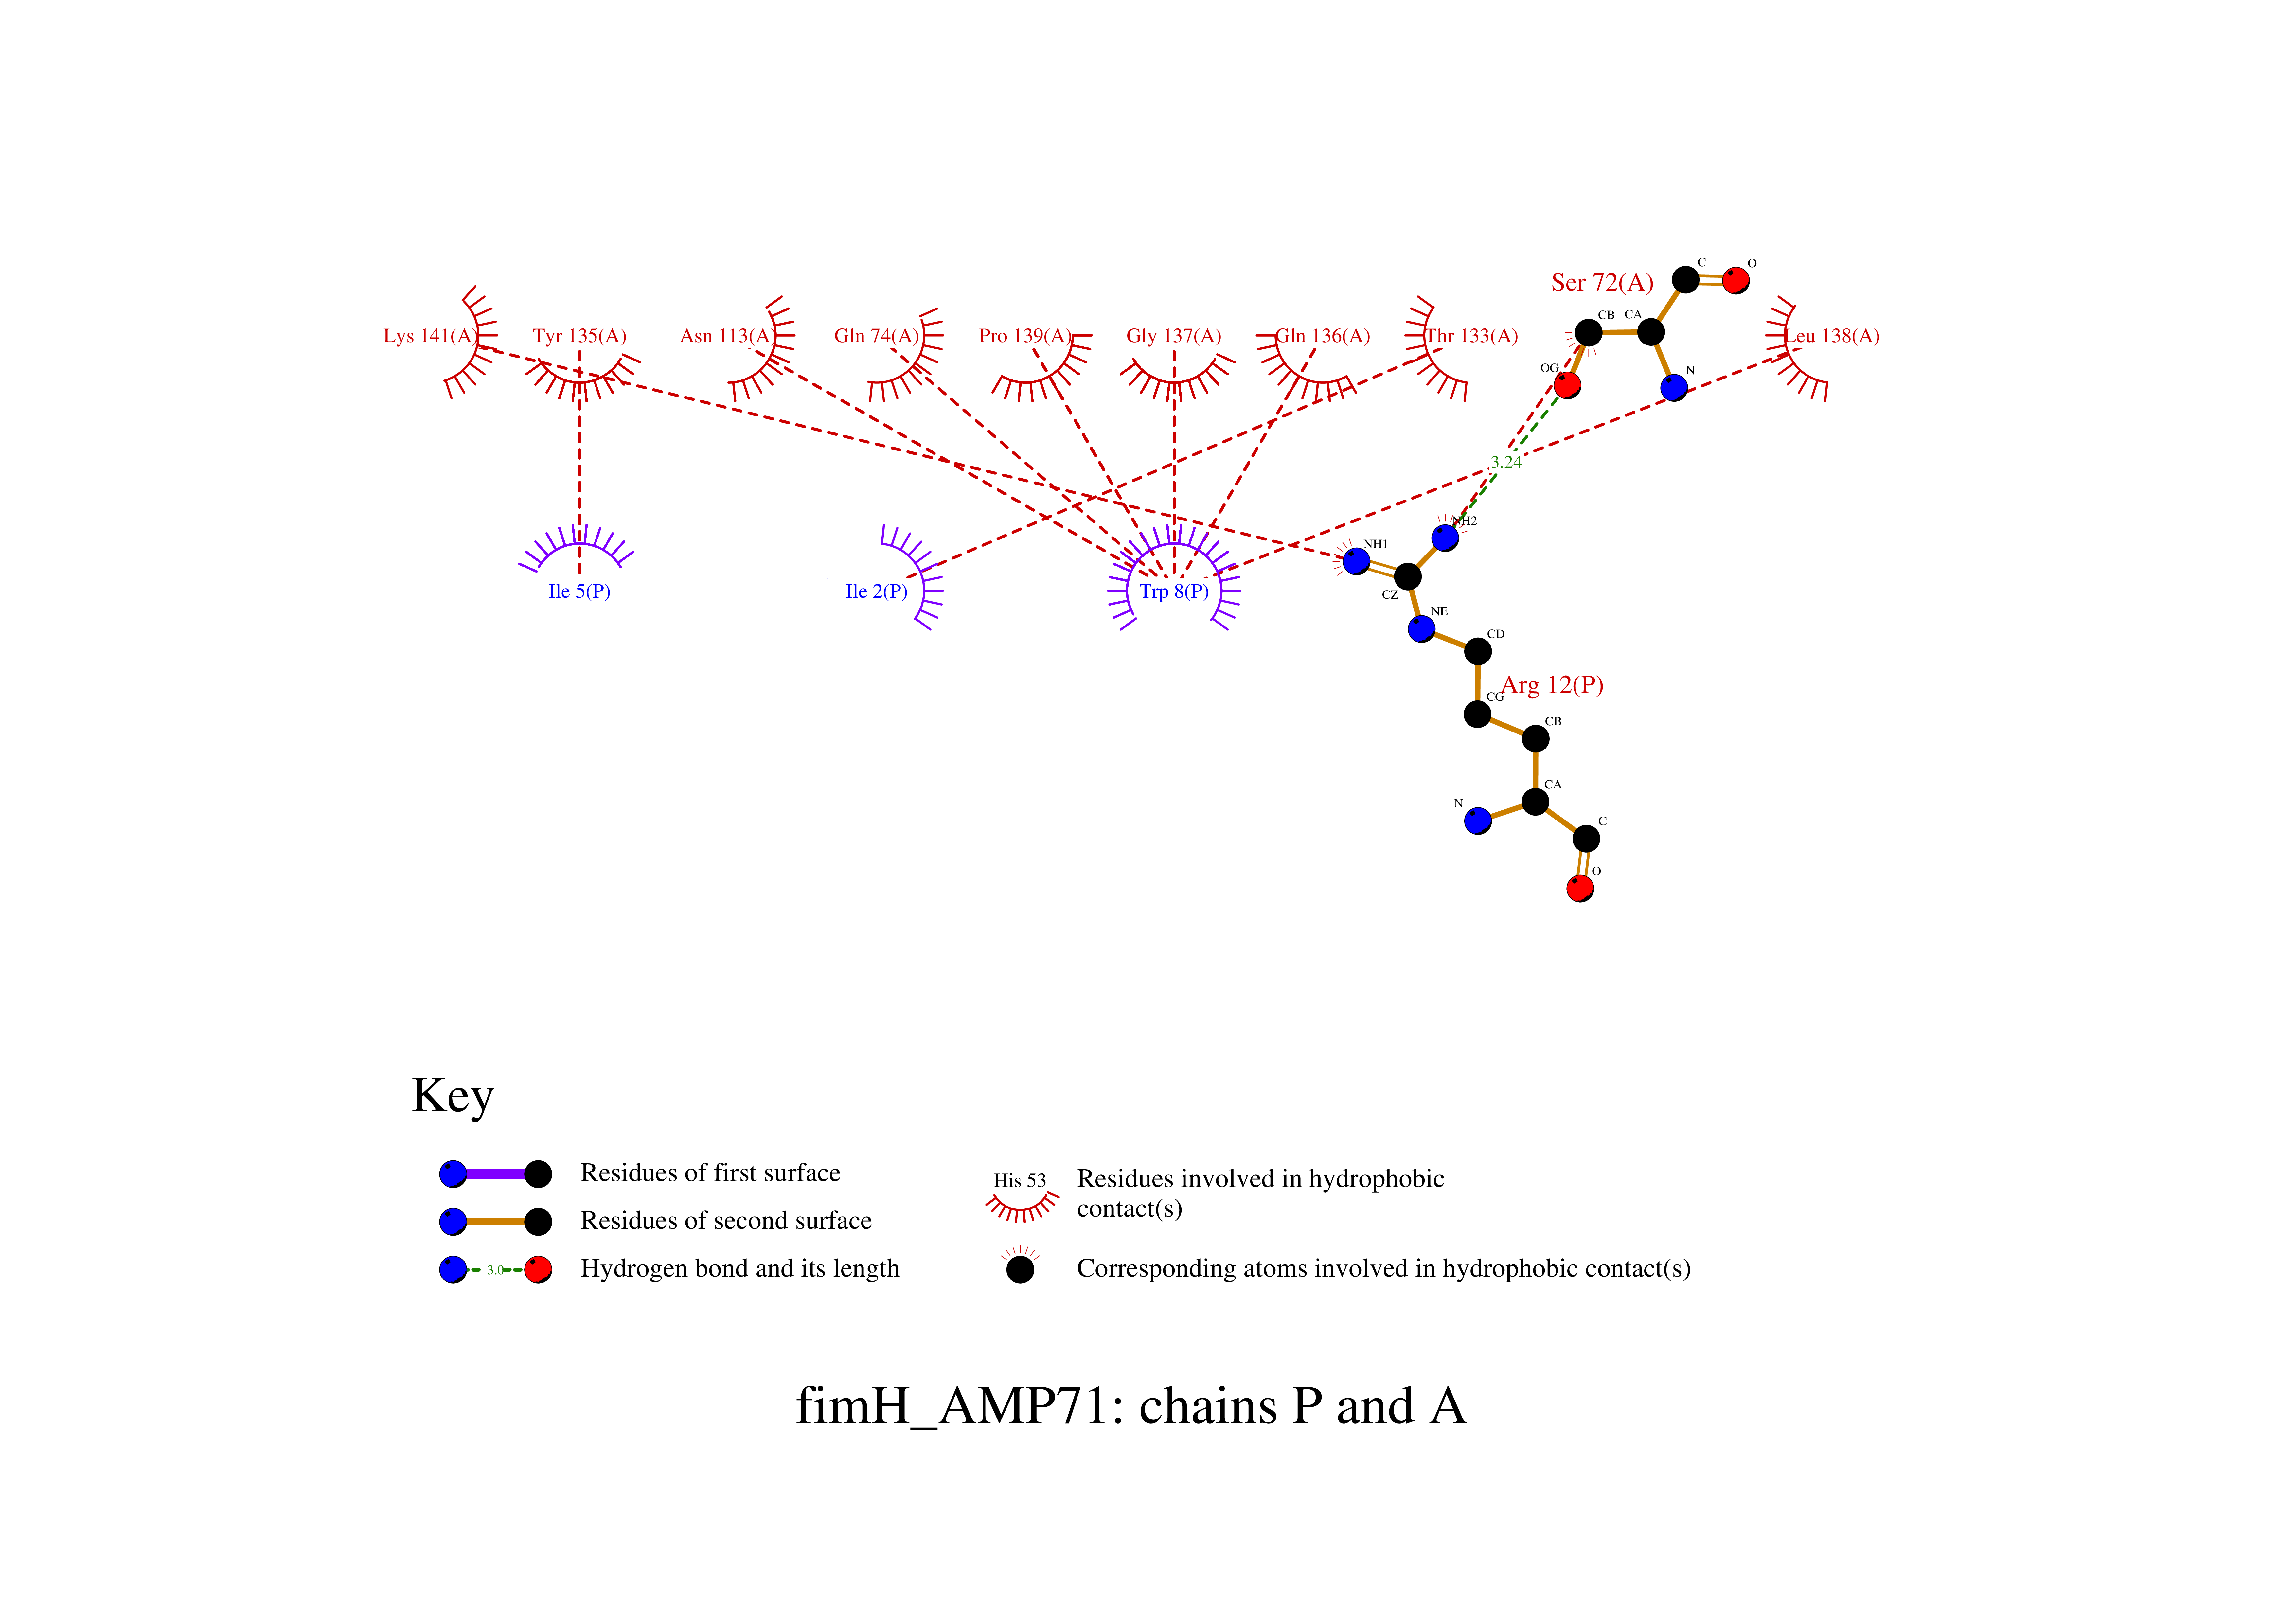 C
O
Ser 72(A)
CB
CA
Lys 141(A)
Tyr 135(A)
Asn 113(A)
Gln 74(A)
Pro 139(A)
Gly 137(A)
Gln 136(A)
Thr 133(A)
Leu 138(A)
OG
N
3.24
NH2
NH1
Ile 5(P)
Ile 2(P)
Trp 8(P)
CZ
NE
CD
Arg 12(P)
CG
CB
CA
N
C
O
Key
Residues of first surface
Residues of second surface
3.0
Hydrogen bond and its length
His 53
Residues involved in hydrophobic
contact(s)
Corresponding atoms involved in hydrophobic contact(s)
fimH_AMP71: chains P and A